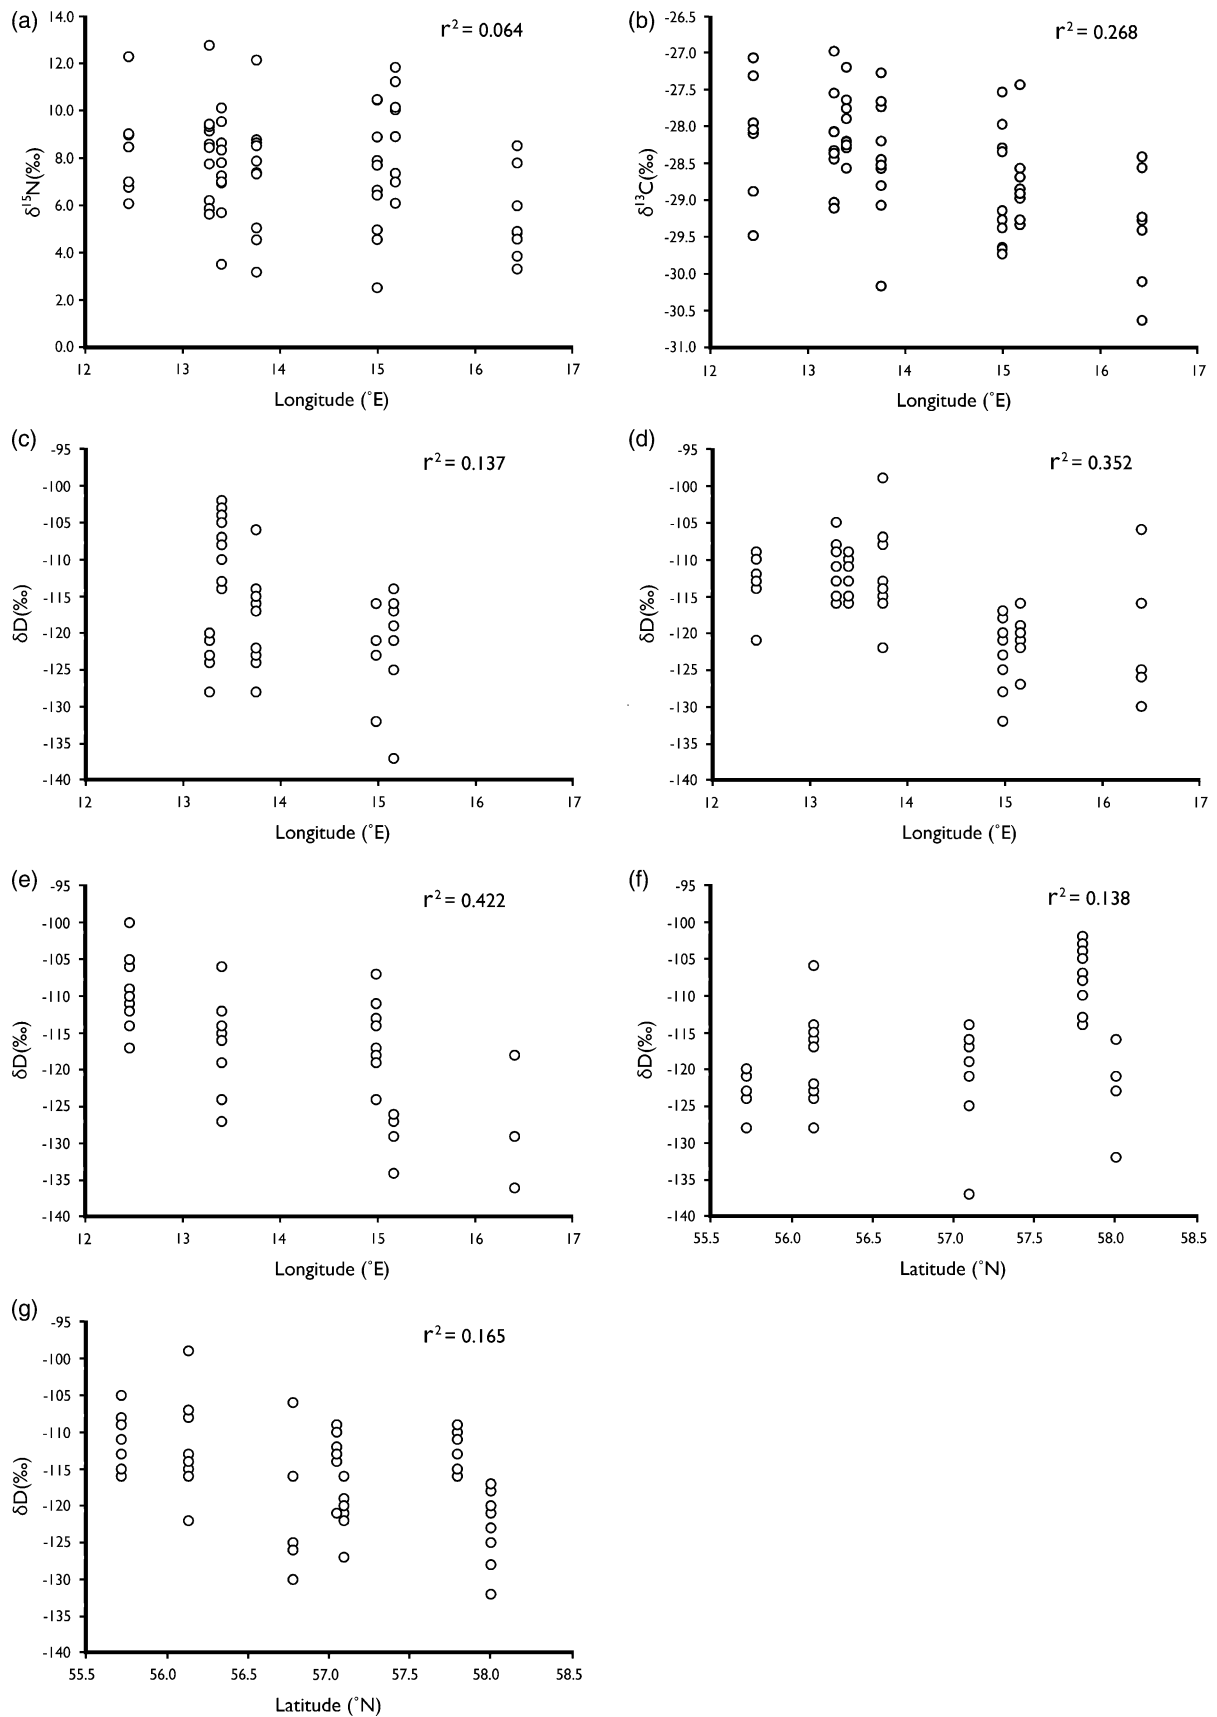 (a)
r² = 0.064
δ¹⁵N(‰)
14.0
12.0
10.0
8.0
6.0
4.0
2.0
0.0
12 13 14 15 16 17
Longitude (°E)
(b)
r² = 0.268
δ¹³C(‰)
-26.5
-27.0
-27.5
-28.0
-28.5
-29.0
-29.5
-30.0
-30.5
-31.0
12 13 14 15 16 17
Longitude (°E)
(c)
r² = 0.137
δD(‰)
-95
-100
-105
-110
-115
-120
-125
-130
-135
-140
12 13 14 15 16 17
Longitude (°E)
(d)
r² = 0.352
δD(‰)
-95
-100
-105
-110
-115
-120
-125
-130
-135
-140
12 13 14 15 16 17
Longitude (°E)
(e)
r² = 0.422
δD(‰)
-95
-100
-105
-110
-115
-120
-125
-130
-135
-140
12 13 14 15 16 17
Longitude (°E)
(f)
r² = 0.138
δD(‰)
-95
-100
-105
-110
-115
-120
-125
-130
-135
-140
55.5 56.0 56.5 57.0 57.5 58.0 58.5
Latitude (°N)
(g)
r² = 0.165
δD(‰)
-95
-100
-105
-110
-115
-120
-125
-130
-135
-140
55.5 56.0 56.5 57.0 57.5 58.0 58.5
Latitude (°N)